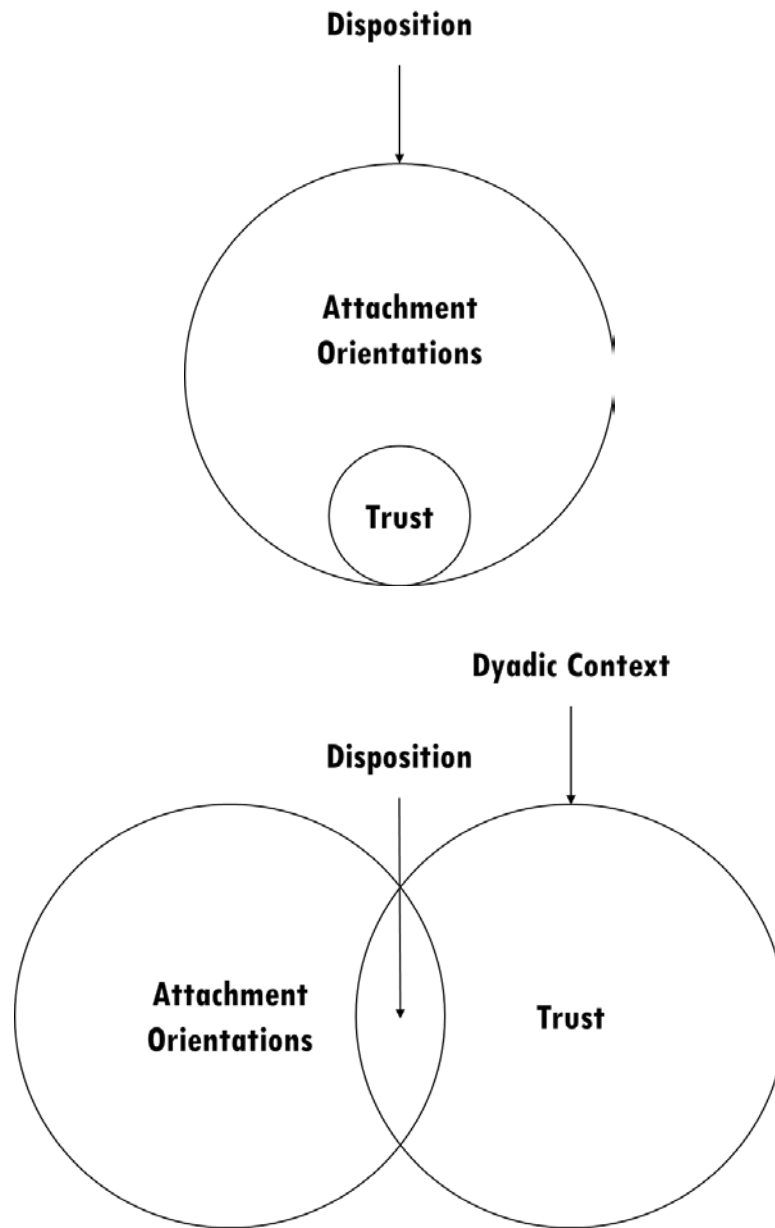 Disposition
Attachment
Orientations
Trust
Dyadic Context
Disposition
Attachment
Orientations
Trust